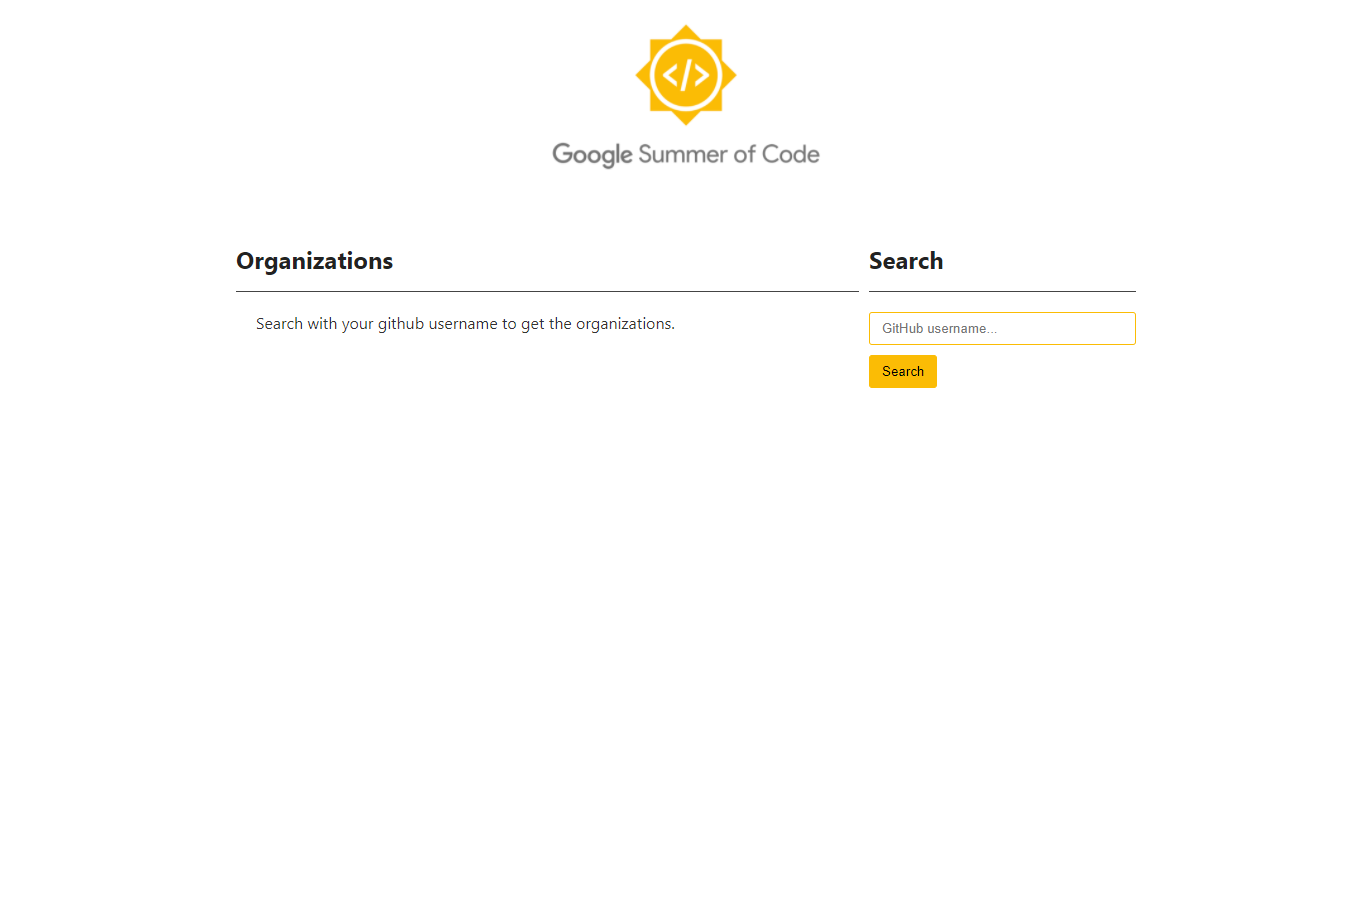 </>
Google Summer of Code
Organizations
Search with your github username to get the organizations.
Search
GitHub username...
Search